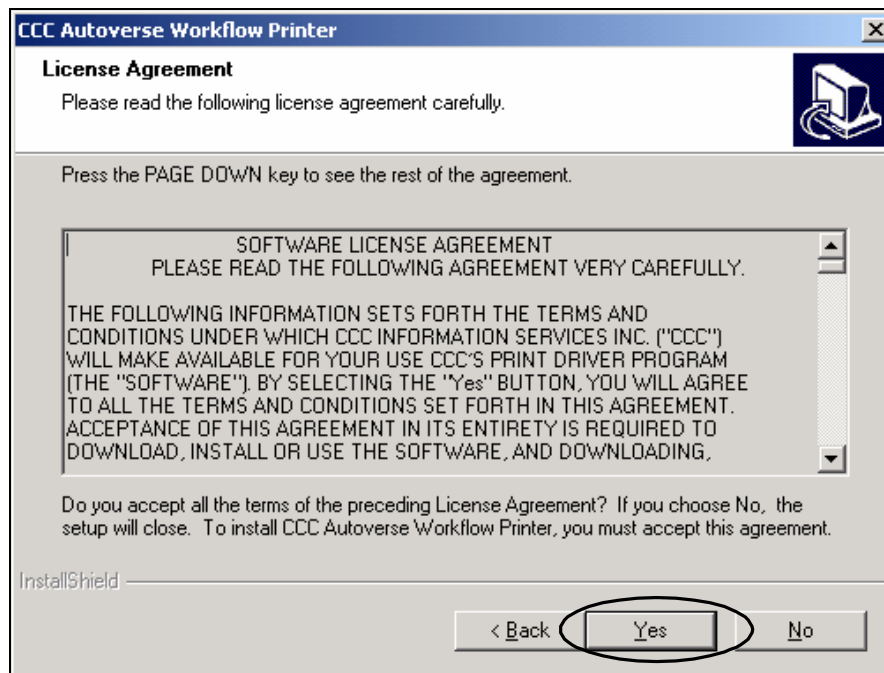 CCC Autoverse Workflow Printer
License Agreement
Please read the following license agreement carefully.
Press the PAGE DOWN key to see the rest of the agreement.
SOFTWARE LICENSE AGREEMENT
PLEASE READ THE FOLLOWING AGREEMENT VERY CAREFULLY.
THE FOLLOWING INFORMATION SETS FORTH THE TERMS AND
CONDITIONS UNDER WHICH CCC INFORMATION SERVICES INC. ("CCC")
WILL MAKE AVAILABLE FOR YOUR USE CCC'S PRINT DRIVER PROGRAM
(THE "SOFTWARE"). BY SELECTING THE "Yes" BUTTON, YOU WILL AGREE
TO ALL THE TERMS AND CONDITIONS SET FORTH IN THIS AGREEMENT.
ACCEPTANCE OF THIS AGREEMENT IN ITS ENTIRETY IS REQUIRED TO
DOWNLOAD, INSTALL OR USE THE SOFTWARE, AND DOWNLOADING,
Do you accept all the terms of the preceding License Agreement? If you choose No, the
setup will close. To install CCC Autoverse Workflow Printer, you must accept this agreement.
InstallShield
< Back Yes No